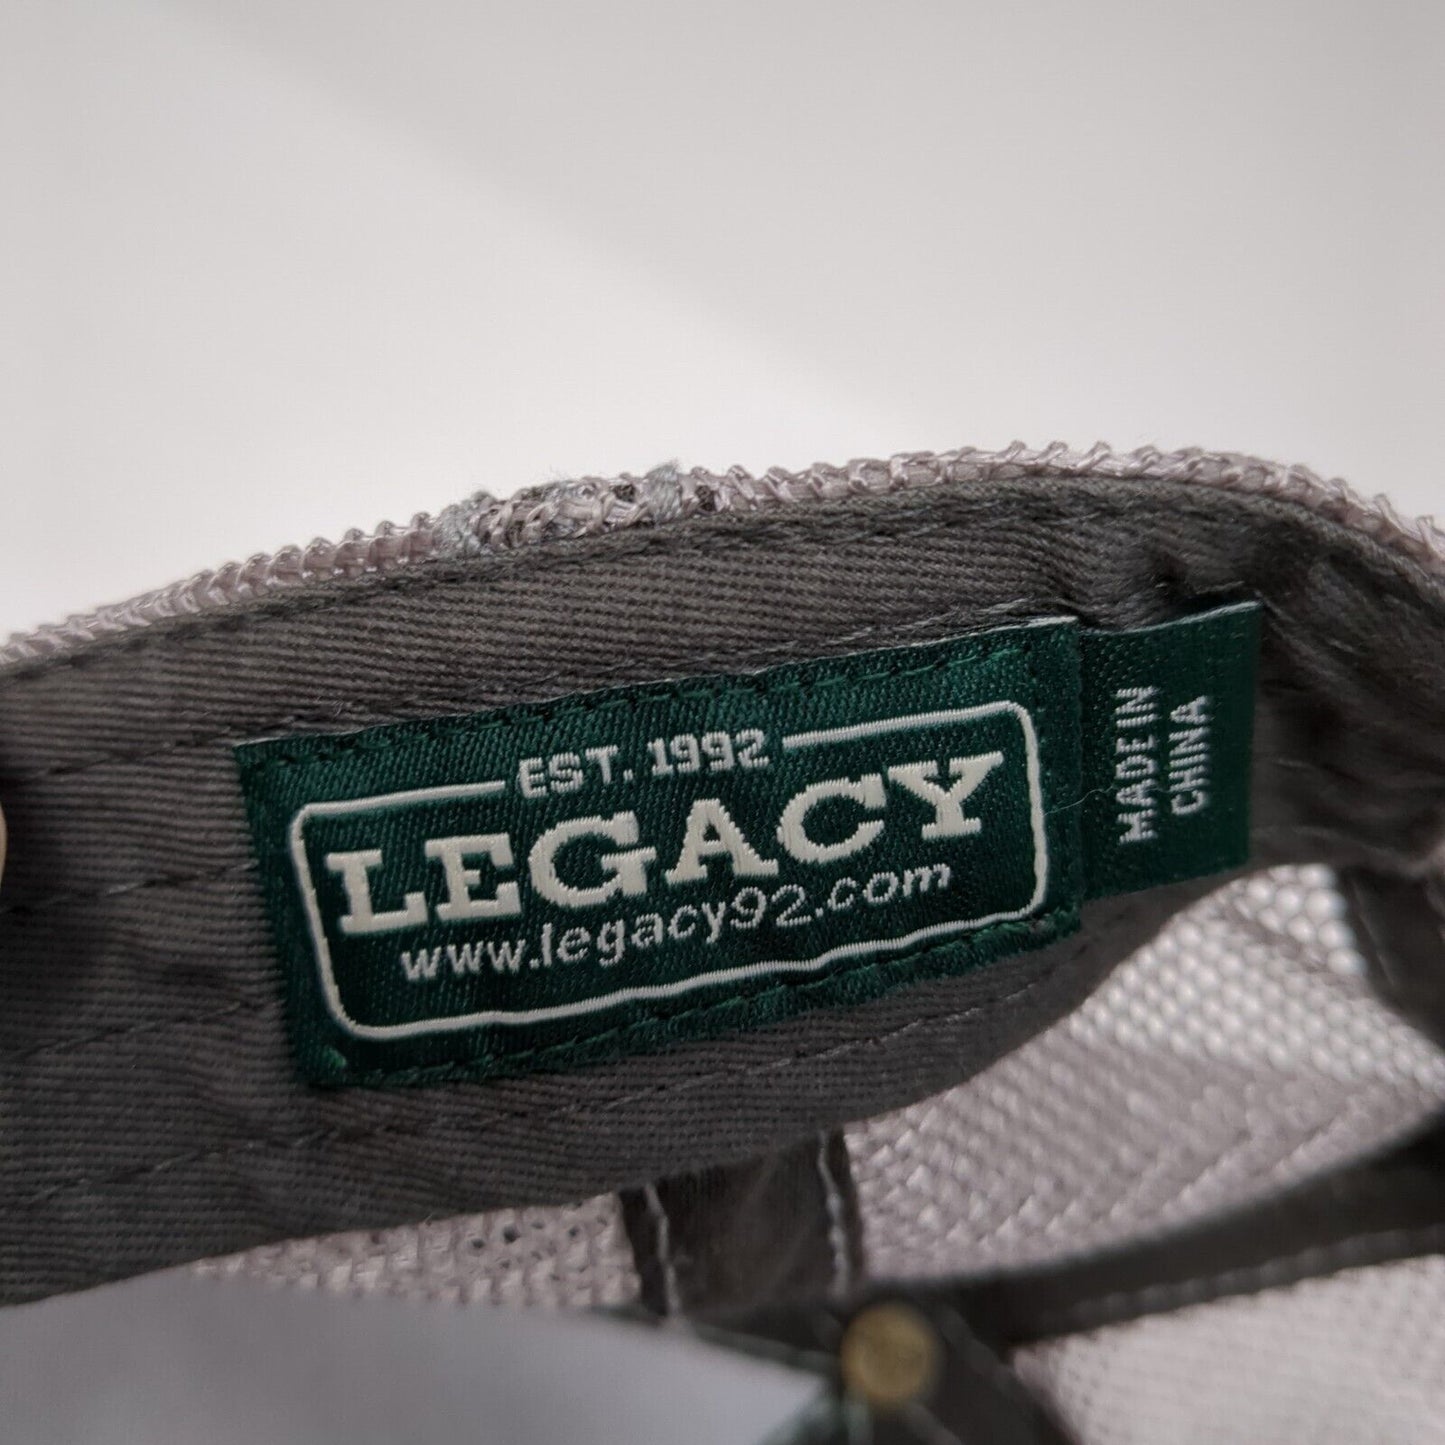 EST. 1992
LEGACY
www.legacy92.com
MADE IN
CHINA